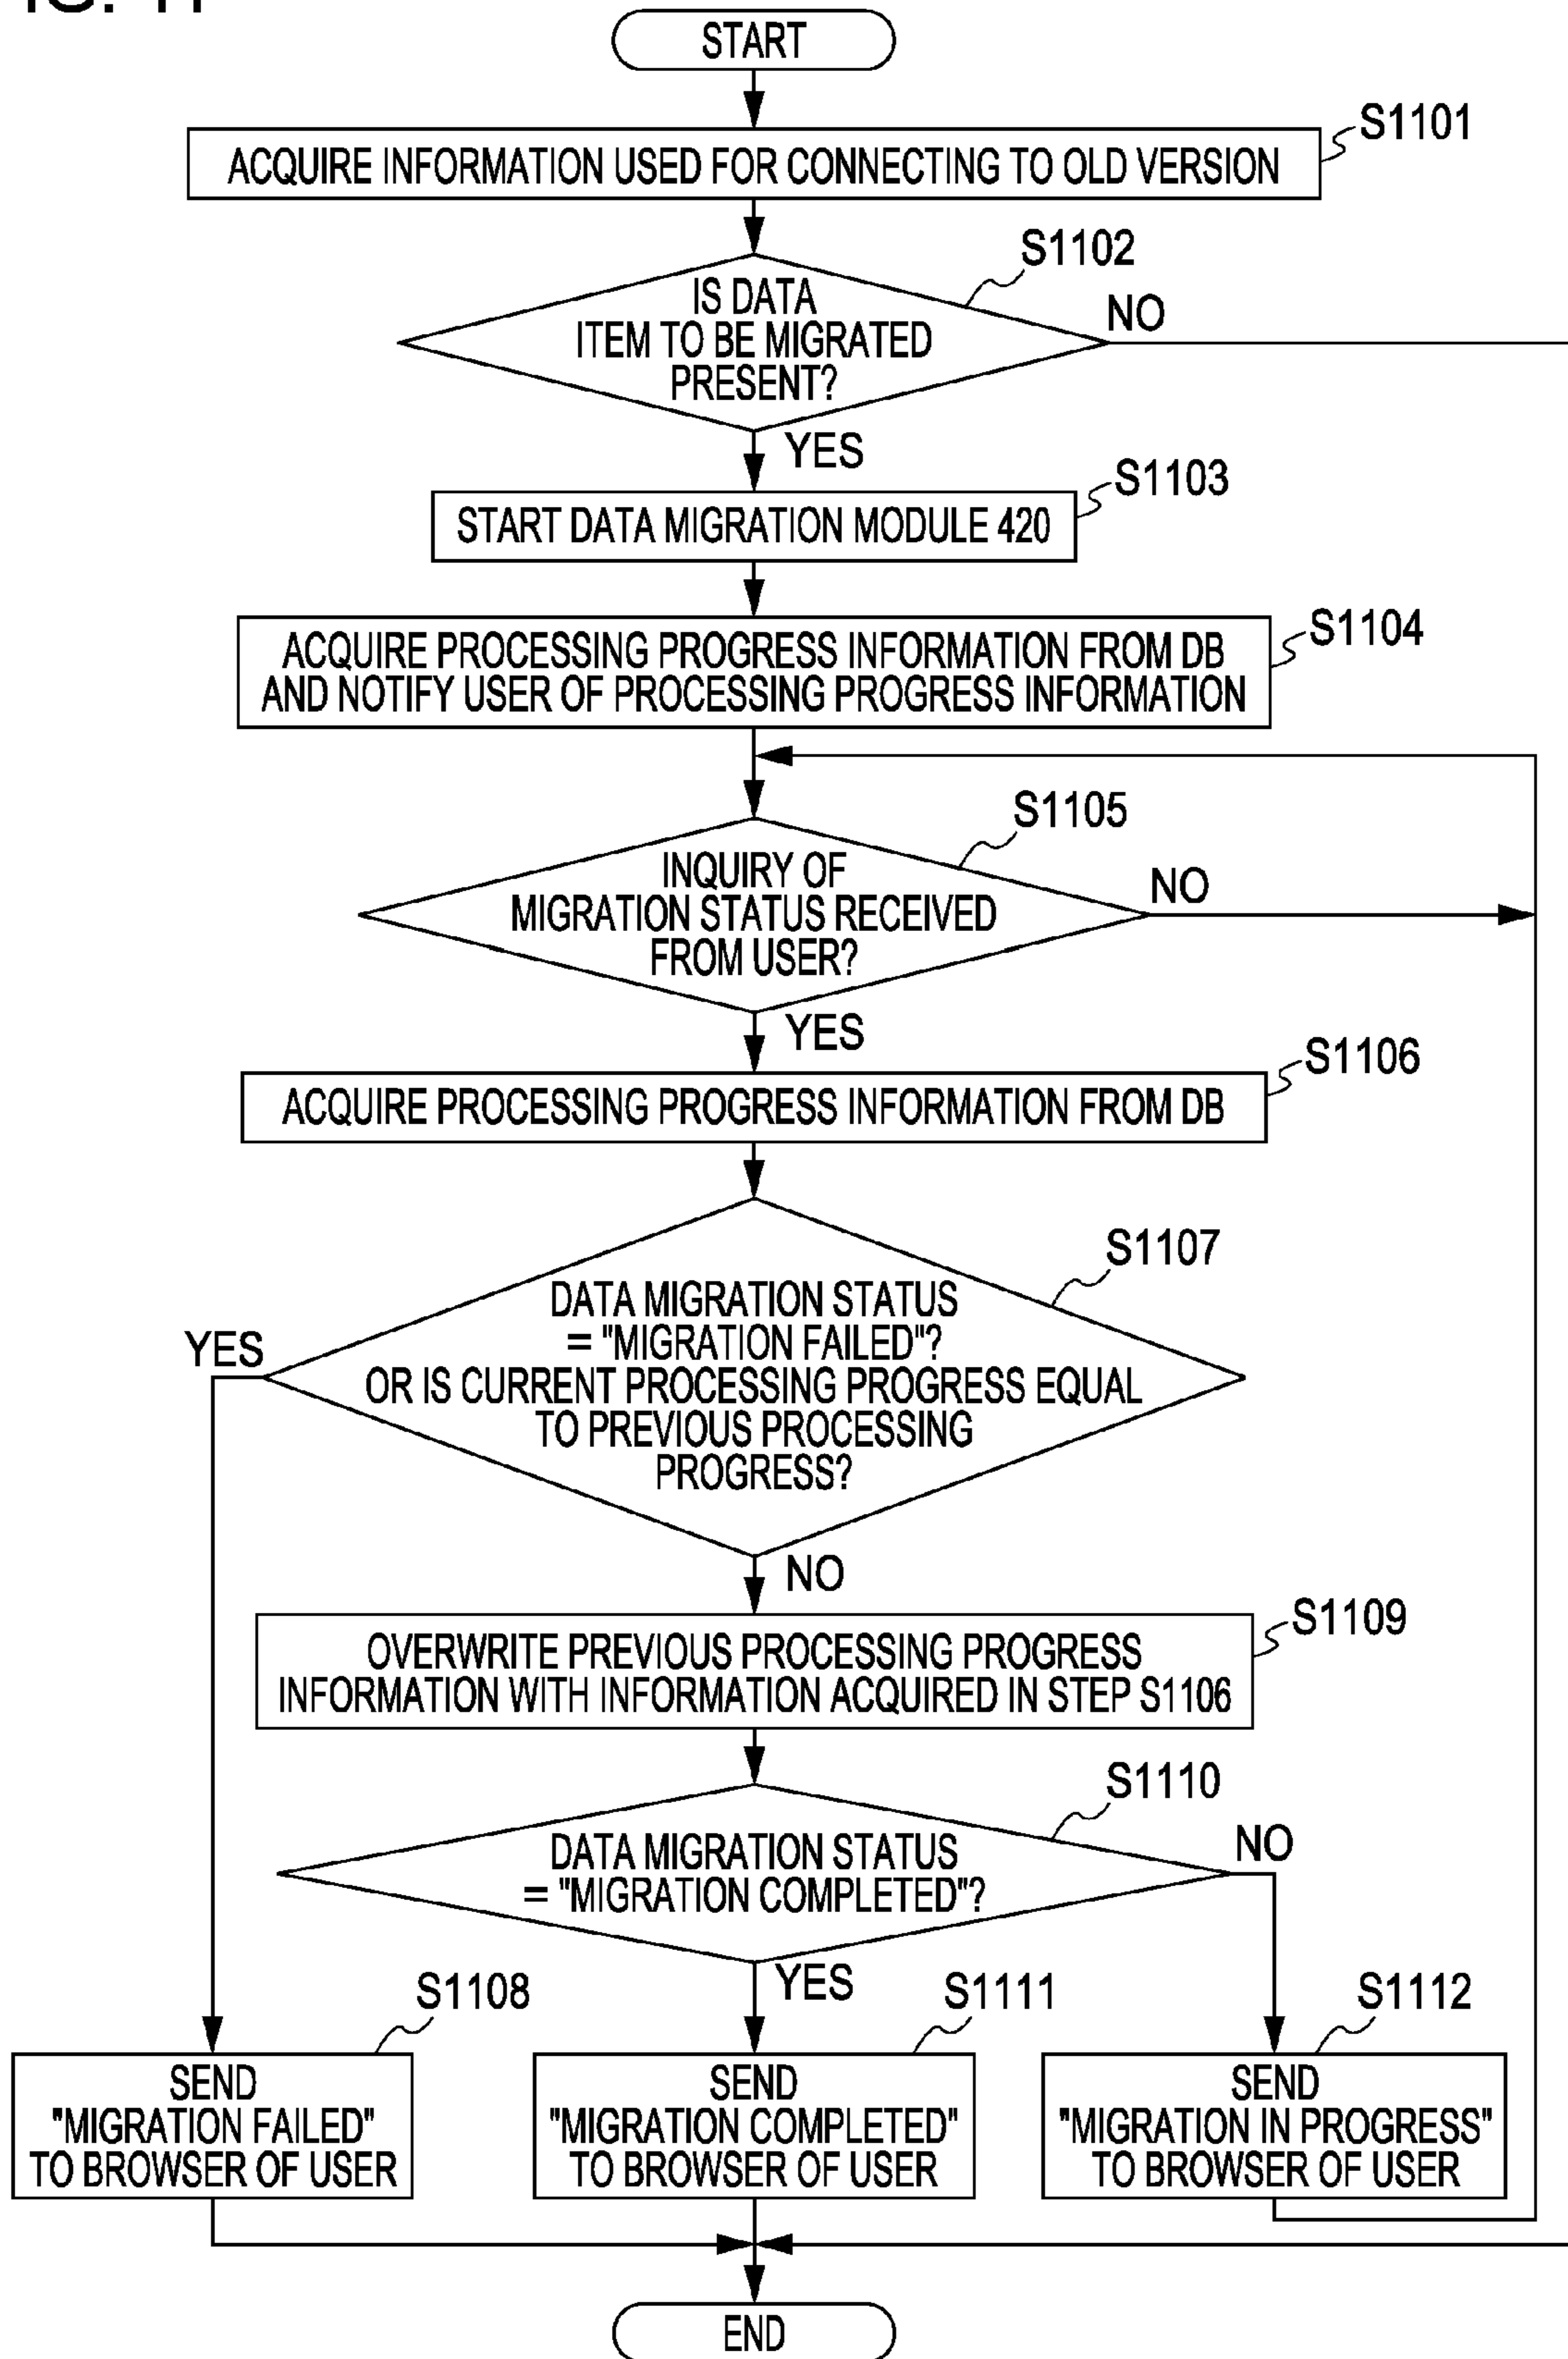 START
S1101
ACQUIRE INFORMATION USED FOR CONNECTING TO OLD VERSION
S1102
IS DATA
ITEM TO BE MIGRATED
PRESENT?
NO
YES
S1103
START DATA MIGRATION MODULE 420
S1104
ACQUIRE PROCESSING PROGRESS INFORMATION FROM DB
AND NOTIFY USER OF PROCESSING PROGRESS INFORMATION
S1105
INQUIRY OF
MIGRATION STATUS RECEIVED
FROM USER?
NO
YES
S1106
ACQUIRE PROCESSING PROGRESS INFORMATION FROM DB
S1107
DATA MIGRATION STATUS
= "MIGRATION FAILED"?
OR IS CURRENT PROCESSING PROGRESS EQUAL
TO PREVIOUS PROCESSING
PROGRESS?
YES
NO
S1109
OVERWRITE PREVIOUS PROCESSING PROGRESS
INFORMATION WITH INFORMATION ACQUIRED IN STEP S1106
S1110
DATA MIGRATION STATUS
= "MIGRATION COMPLETED"?
NO
YES
S1108
SEND
"MIGRATION FAILED"
TO BROWSER OF USER
S1111
SEND
"MIGRATION COMPLETED"
TO BROWSER OF USER
S1112
SEND
"MIGRATION IN PROGRESS"
TO BROWSER OF USER
END